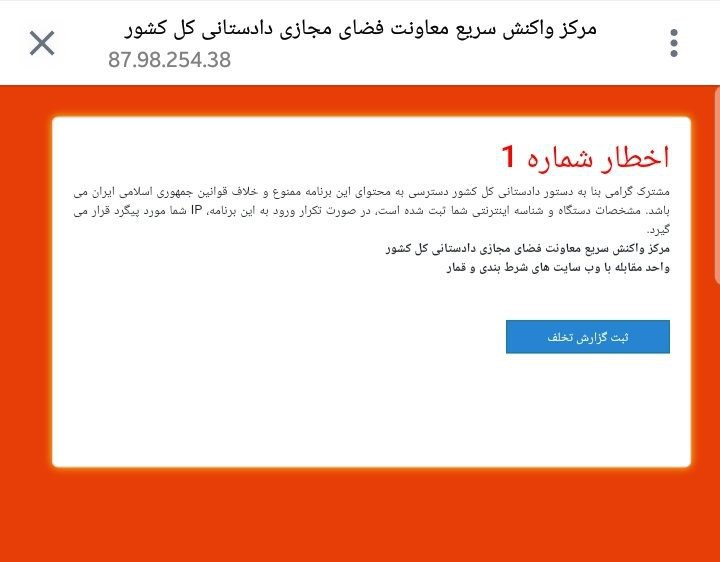 مرکز واکنش سریع معاونت فضای مجازی دادستانی کل کشور
87.98.254.38
اخطار شماره 1
مشترک گرامی بنا به دستور دادستانی کل کشور دسترسی به محتوای این برنامه ممنوع و خلاف قوانین جمهوری اسلامی ایران می
باشد. مشخصات دستگاه و شناسه اینترنتی شما ثبت شده است، در صورت تکرار ورود به این برنامه، IP شما مورد پیگرد قرار می
گیرد.
مرکز واکنش سریع معاونت فضای مجازی دادستانی کل کشور
واحد مقابله با وب سایت های شرط بندی و قمار
ثبت گزارش تخلف